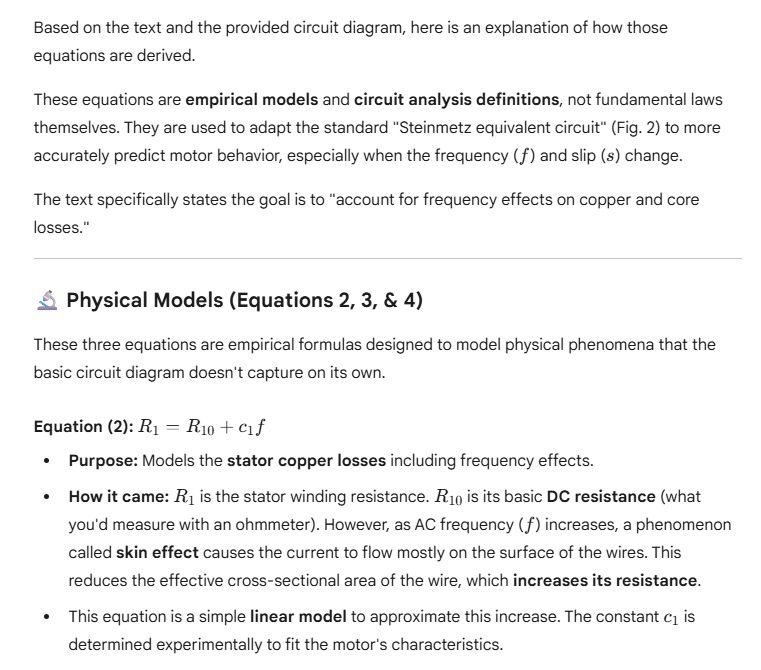 Based on the text and the provided circuit diagram, here is an explanation of how those
equations are derived.
These equations are empirical models and circuit analysis definitions, not fundamental laws
themselves. They are used to adapt the standard "Steinmetz equivalent circuit" (Fig. 2) to more
accurately predict motor behavior, especially when the frequency (f) and slip (s) change.
The text specifically states the goal is to "account for frequency effects on copper and core
losses."
🔬 Physical Models (Equations 2, 3, & 4)
These three equations are empirical formulas designed to model physical phenomena that the
basic circuit diagram doesn't capture on its own.
Equation (2): R₁ = R₁₀ + c₁f
• Purpose: Models the stator copper losses including frequency effects.
• How it came: R₁ is the stator winding resistance. R₁₀ is its basic DC resistance (what
you'd measure with an ohmmeter). However, as AC frequency (f) increases, a phenomenon
called skin effect causes the current to flow mostly on the surface of the wires. This
reduces the effective cross-sectional area of the wire, which increases its resistance.
• This equation is a simple linear model to approximate this increase. The constant c₁ is
determined experimentally to fit the motor's characteristics.